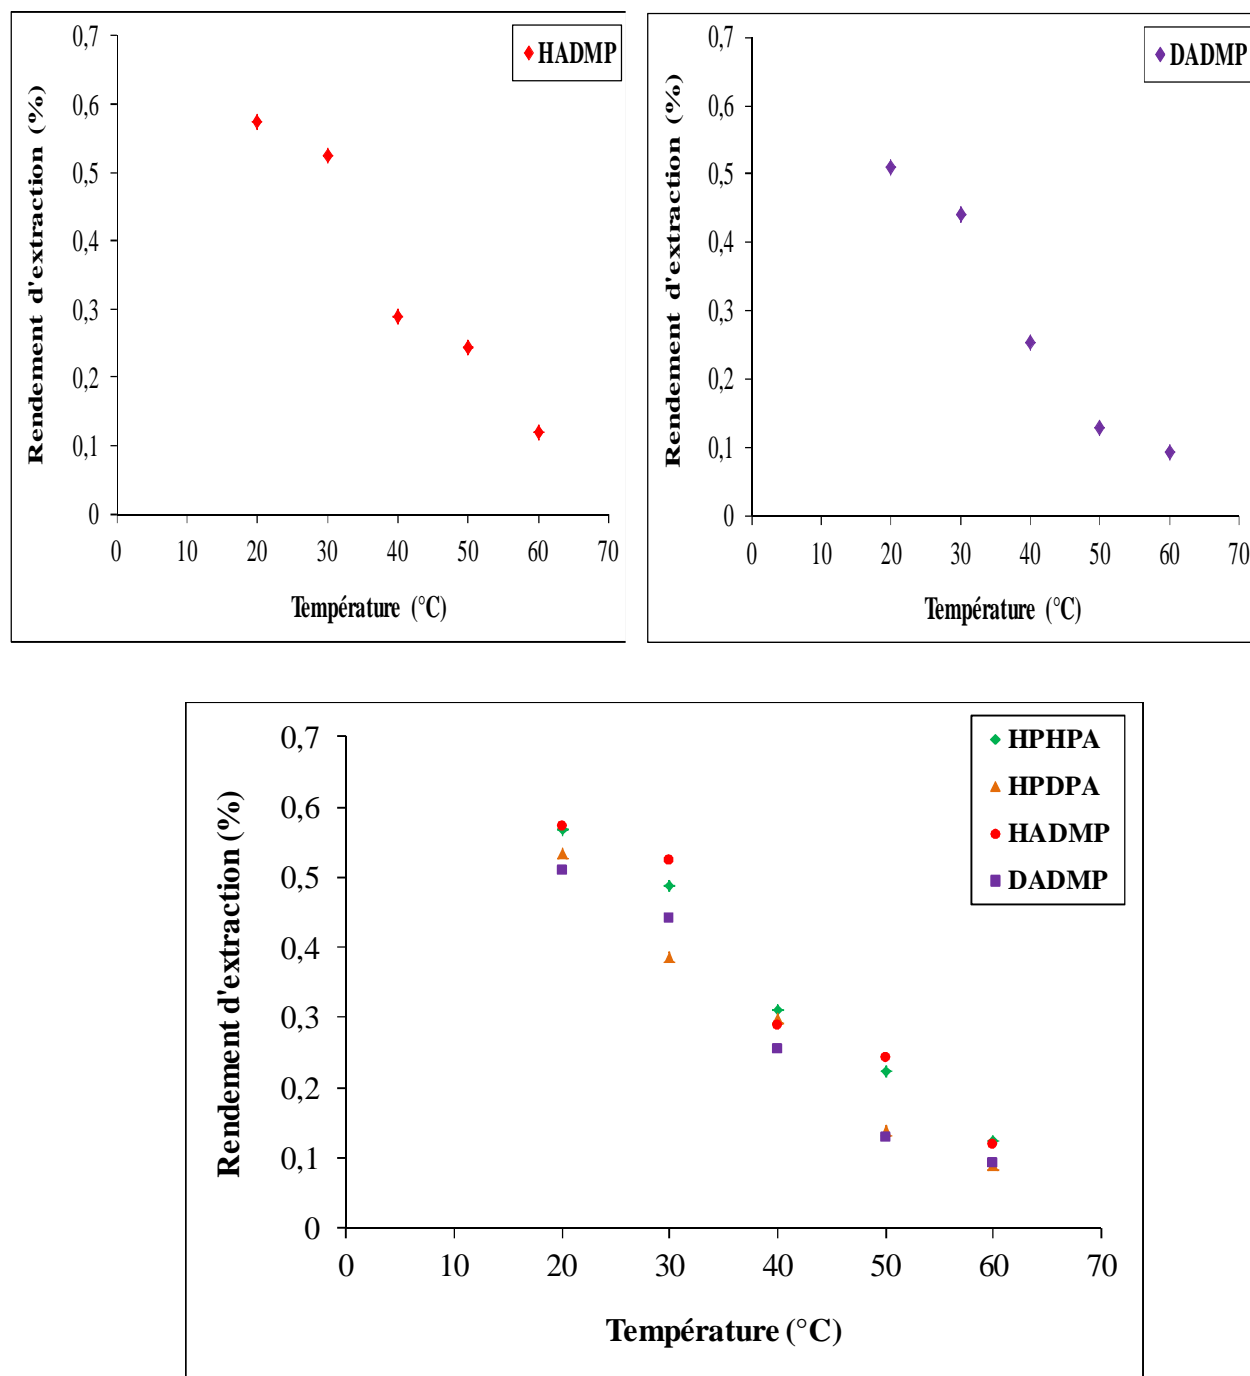 HADMP
Rendement d'extraction (%)
0,7
0,6
0,5
0,4
0,3
0,2
0,1
0
0 10 20 30 40 50 60 70
Température (°C)
DADMP
Rendement d'extraction (%)
0,7
0,6
0,5
0,4
0,3
0,2
0,1
0
0 10 20 30 40 50 60 70
Température (°C)
HPHPA
HPDPA
HADMP
DADMP
Rendement d'extraction (%)
0,7
0,6
0,5
0,4
0,3
0,2
0,1
0
0 10 20 30 40 50 60 70
Température (°C)